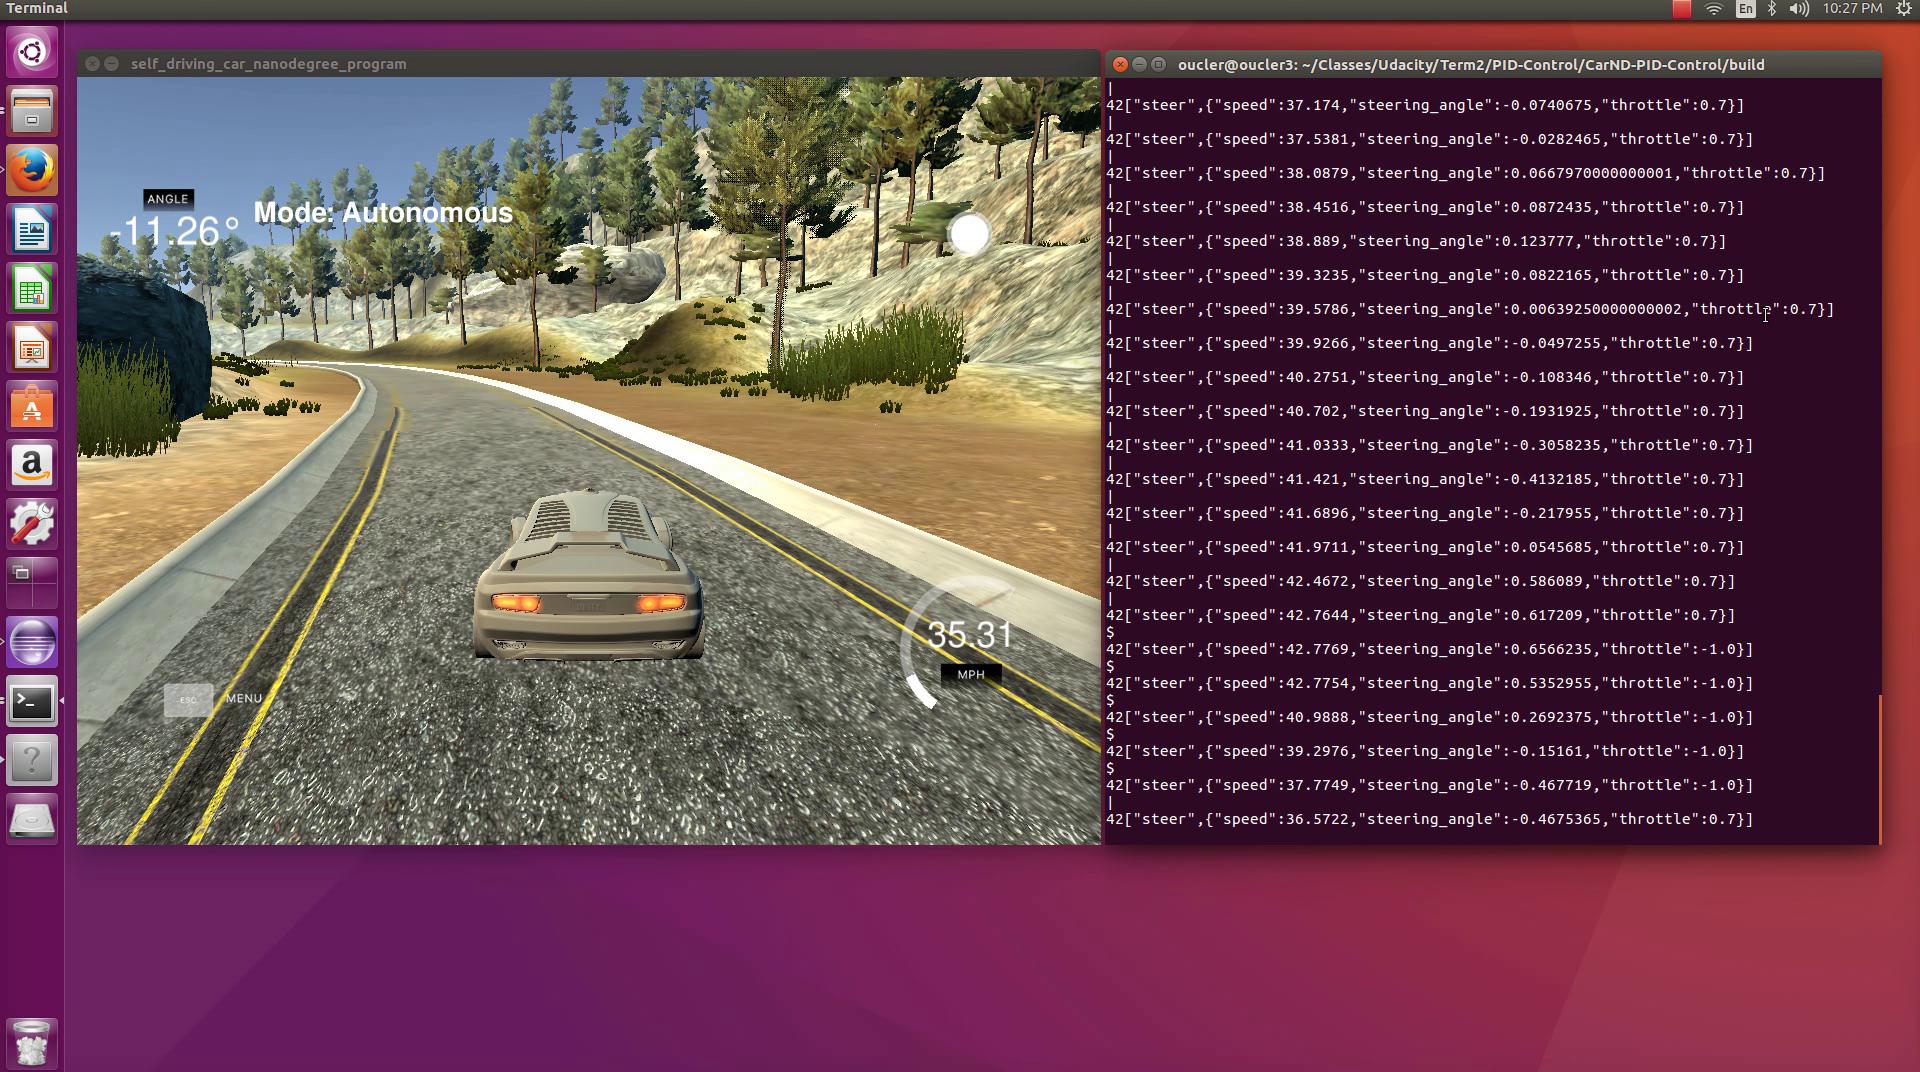 Terminal
En
10:27 PM
self_driving_car_nanodegree_program
ANGLE
-11.26°
Mode: Autonomous
35.31
MPH
ESC
MENU
oucler@oucler3: ~/Classes/Udacity/Term2/PID-Control/CarND-PID-Control/build
|
42["steer",{"speed":37.174,"steering_angle":-0.0740675,"throttle":0.7}]
|
42["steer",{"speed":37.5381,"steering_angle":-0.0282465,"throttle":0.7}]
|
42["steer",{"speed":38.0879,"steering_angle":0.0667970000000001,"throttle":0.7}]
|
42["steer",{"speed":38.4516,"steering_angle":0.0872435,"throttle":0.7}]
|
42["steer",{"speed":38.889,"steering_angle":0.123777,"throttle":0.7}]
|
42["steer",{"speed":39.3235,"steering_angle":0.0822165,"throttle":0.7}]
|
42["steer",{"speed":39.5786,"steering_angle":0.00639250000000002,"throttle":0.7}]
|
42["steer",{"speed":39.9266,"steering_angle":-0.0497255,"throttle":0.7}]
|
42["steer",{"speed":40.2751,"steering_angle":-0.108346,"throttle":0.7}]
|
42["steer",{"speed":40.702,"steering_angle":-0.1931925,"throttle":0.7}]
|
42["steer",{"speed":41.0333,"steering_angle":-0.3058235,"throttle":0.7}]
|
42["steer",{"speed":41.421,"steering_angle":-0.4132185,"throttle":0.7}]
|
42["steer",{"speed":41.6896,"steering_angle":-0.217955,"throttle":0.7}]
|
42["steer",{"speed":41.9711,"steering_angle":0.0545685,"throttle":0.7}]
|
42["steer",{"speed":42.4672,"steering_angle":0.586089,"throttle":0.7}]
|
42["steer",{"speed":42.7644,"steering_angle":0.617209,"throttle":0.7}]
$
42["steer",{"speed":42.7769,"steering_angle":0.6566235,"throttle":-1.0}]
$
42["steer",{"speed":42.7754,"steering_angle":0.5352955,"throttle":-1.0}]
$
42["steer",{"speed":40.9888,"steering_angle":0.2692375,"throttle":-1.0}]
$
42["steer",{"speed":39.2976,"steering_angle":-0.15161,"throttle":-1.0}]
$
42["steer",{"speed":37.7749,"steering_angle":-0.467719,"throttle":-1.0}]
|
42["steer",{"speed":36.5722,"steering_angle":-0.4675365,"throttle":0.7}]